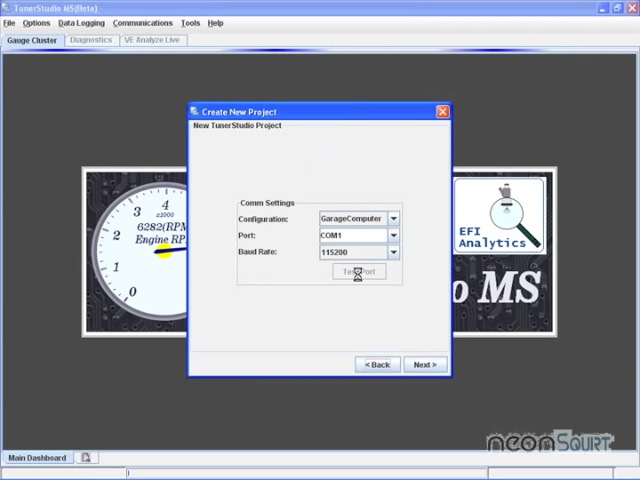 TunerStudio MS(Beta) -
File Options Data Logging Communications Tools Help
Gauge Cluster Diagnostics VE Analyze Live
Create New Project
New TunerStudio Project
Comm Settings
Configuration: GarageComputer
Port: COM1
Baud Rate: 115200
Test Port
< Back Next >
4
3
x1000
2
1
0
6282(RPM
Engine RP
EFI
Analytics
o MS
neonSquirt
Main Dashboard